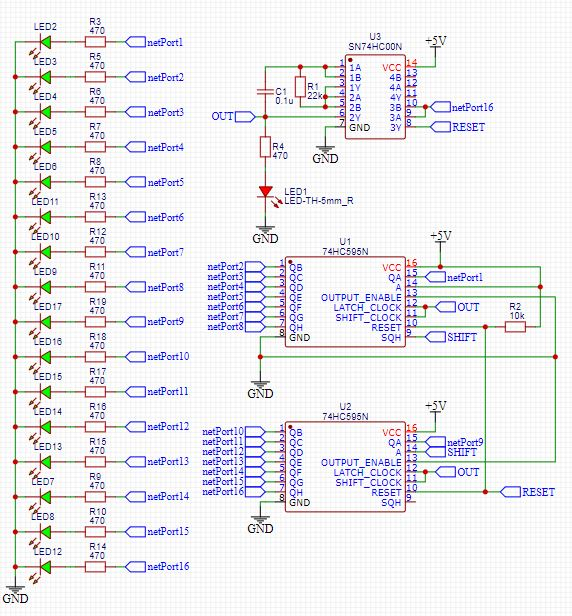 LED2 R3 470 netPort1
LED3 R5 470 netPort2
LED4 R6 470 netPort3
LED5 R7 470 netPort4
LED6 R8 470 netPort5
LED11 R13 470 netPort6
LED10 R12 470 netPort7
LED9 R11 470 netPort8
LED17 R19 470 netPort9
LED16 R18 470 netPort10
LED15 R17 470 netPort11
LED14 R16 470 netPort12
LED13 R15 470 netPort13
LED7 R9 470 netPort14
LED8 R10 470 netPort15
LED12 R14 470 netPort16
GND
U3
SN74HC00N
+5V
1 1A VCC 14
2 1B 4B 13
3 1Y 4A 12
4 2A 4Y 11
5 2B 3B 10 netPort16
6 2Y 3A 9
7 GND 3Y 8 RESET
C1
0.1u
R1
22k
OUT
GND
R4
470
LED1
LED-TH-5mm_R
GND
U1
74HC595N
+5V
netPort2 1 QB VCC 16
netPort3 2 QC QA 15 netPort1
netPort4 3 QD A 14
netPort5 4 QE OUTPUT_ENABLE 13
netPort6 5 QF LATCH_CLOCK 12 OUT
netPort7 6 QG SHIFT_CLOCK 11
netPort8 7 QH RESET 10
8 GND SQH 9 SHIFT
R2
10k
GND
U2
74HC595N
+5V
netPort10 1 QB VCC 16
netPort11 2 QC QA 15 netPort9
netPort12 3 QD A 14 SHIFT
netPort13 4 QE OUTPUT_ENABLE 13
netPort14 5 QF LATCH_CLOCK 12 OUT
netPort15 6 QG SHIFT_CLOCK 11
netPort16 7 QH RESET 10 RESET
8 GND SQH 9
GND